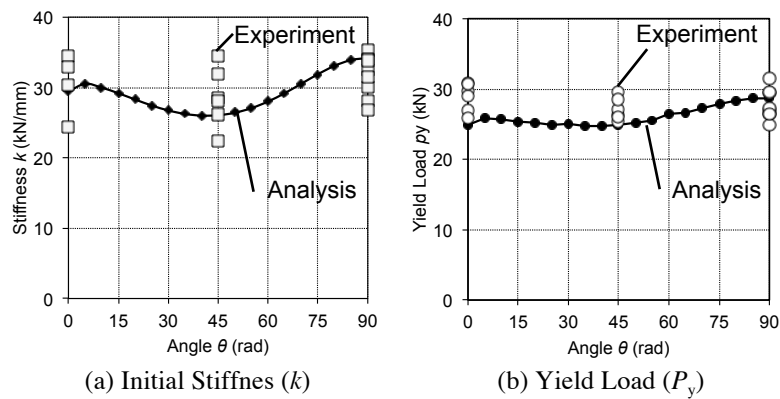 40
30
20
10
0
Stiffness k (kN/mm)
Experiment
Analysis
0 15 30 45 60 75 90
Angle θ (rad)
(a) Initial Stiffnes (k)
40
30
20
10
0
Yield Load py (kN)
Experiment
Analysis
0 15 30 45 60 75 90
Angle θ (rad)
(b) Yield Load (Py)